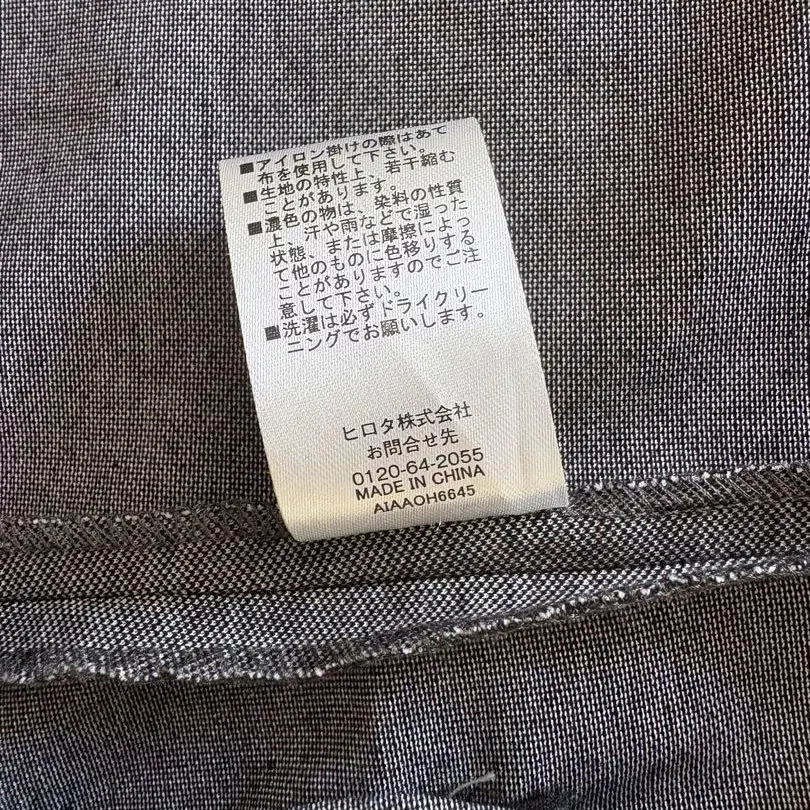 ■アイロン掛けの際はあて
布を使用して下さい。
■生地の特性上、若干縮む
ことがあります。
■濃色の物は、染料の性質
上、汗や雨などで湿った
状態、または摩擦によっ
て他のものに色移りする
ことがありますのでご注
意して下さい。
■洗濯は必ずドライクリー
ニングでお願いします。
ヒロタ株式会社
お問合せ先
0120-64-2055
MADE IN CHINA
AIAAOH6645